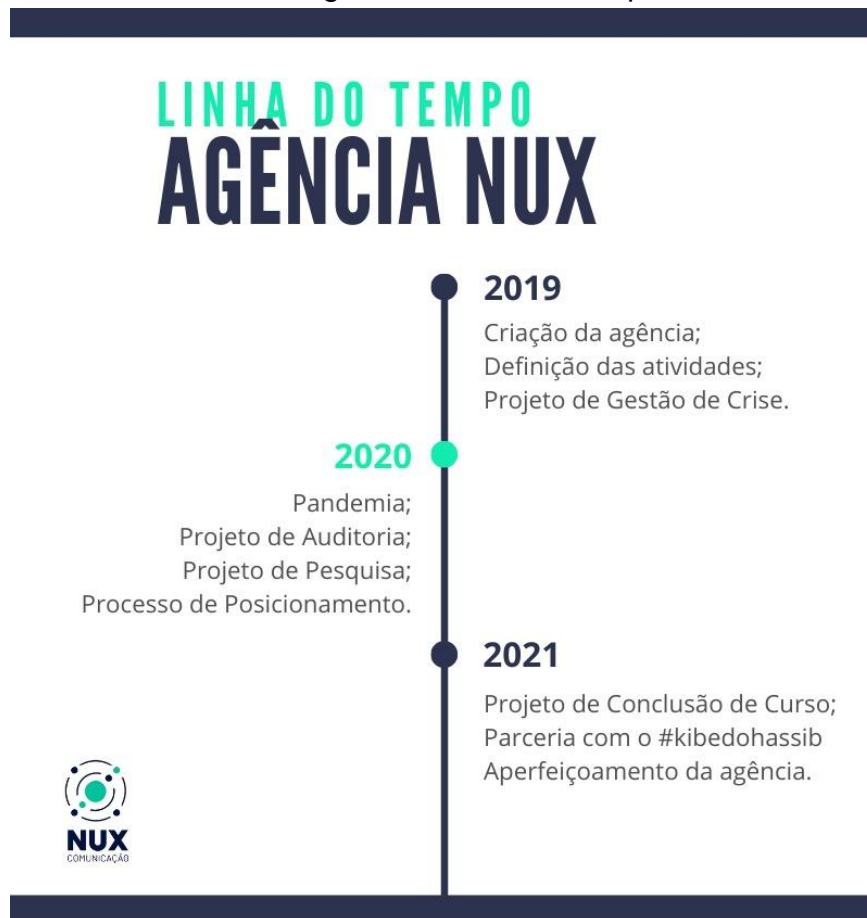 LINHA DO TEMPO
AGÊNCIA NUX
2019
Criação da agência;
Definição das atividades;
Projeto de Gestão de Crise.
2020
Pandemia;
Projeto de Auditoria;
Projeto de Pesquisa;
Processo de Posicionamento.
2021
Projeto de Conclusão de Curso;
Parceria com o #kibedohassib
Aperfeiçoamento da agência.
NUX
COMUNICAÇÃO